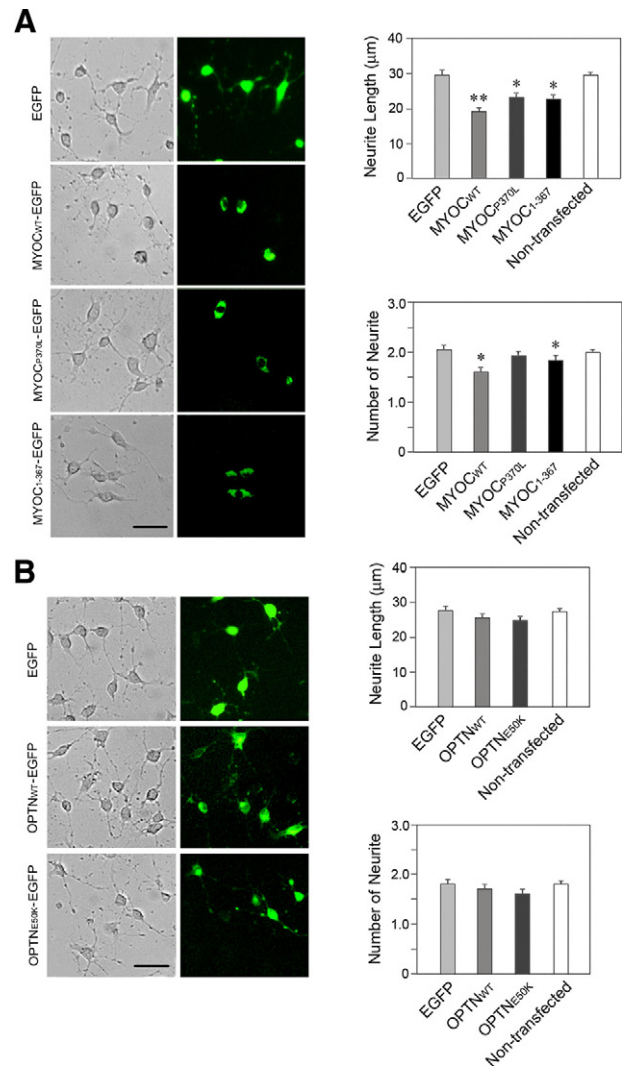 A
EGFP
MYOCWT-EGFP
MYOCP370L-EGFP
MYOC1-367-EGFP
Neurite Length (μm)
40
30
20
10
0
**
*
*
EGFP
MYOCWT
MYOCP370L
MYOC1-367
Non-transfected
Number of Neurite
3.0
2.0
1.0
0
*
*
EGFP
MYOCWT
MYOCP370L
MYOC1-367
Non-transfected
B
EGFP
OPTNWT-EGFP
OPTNE50K-EGFP
Neurite Length (μm)
40
30
20
10
0
EGFP
OPTNWT
OPTNE50K
Non-transfected
Number of Neurite
3.0
2.0
1.0
0
EGFP
OPTNWT
OPTNE50K
Non-transfected